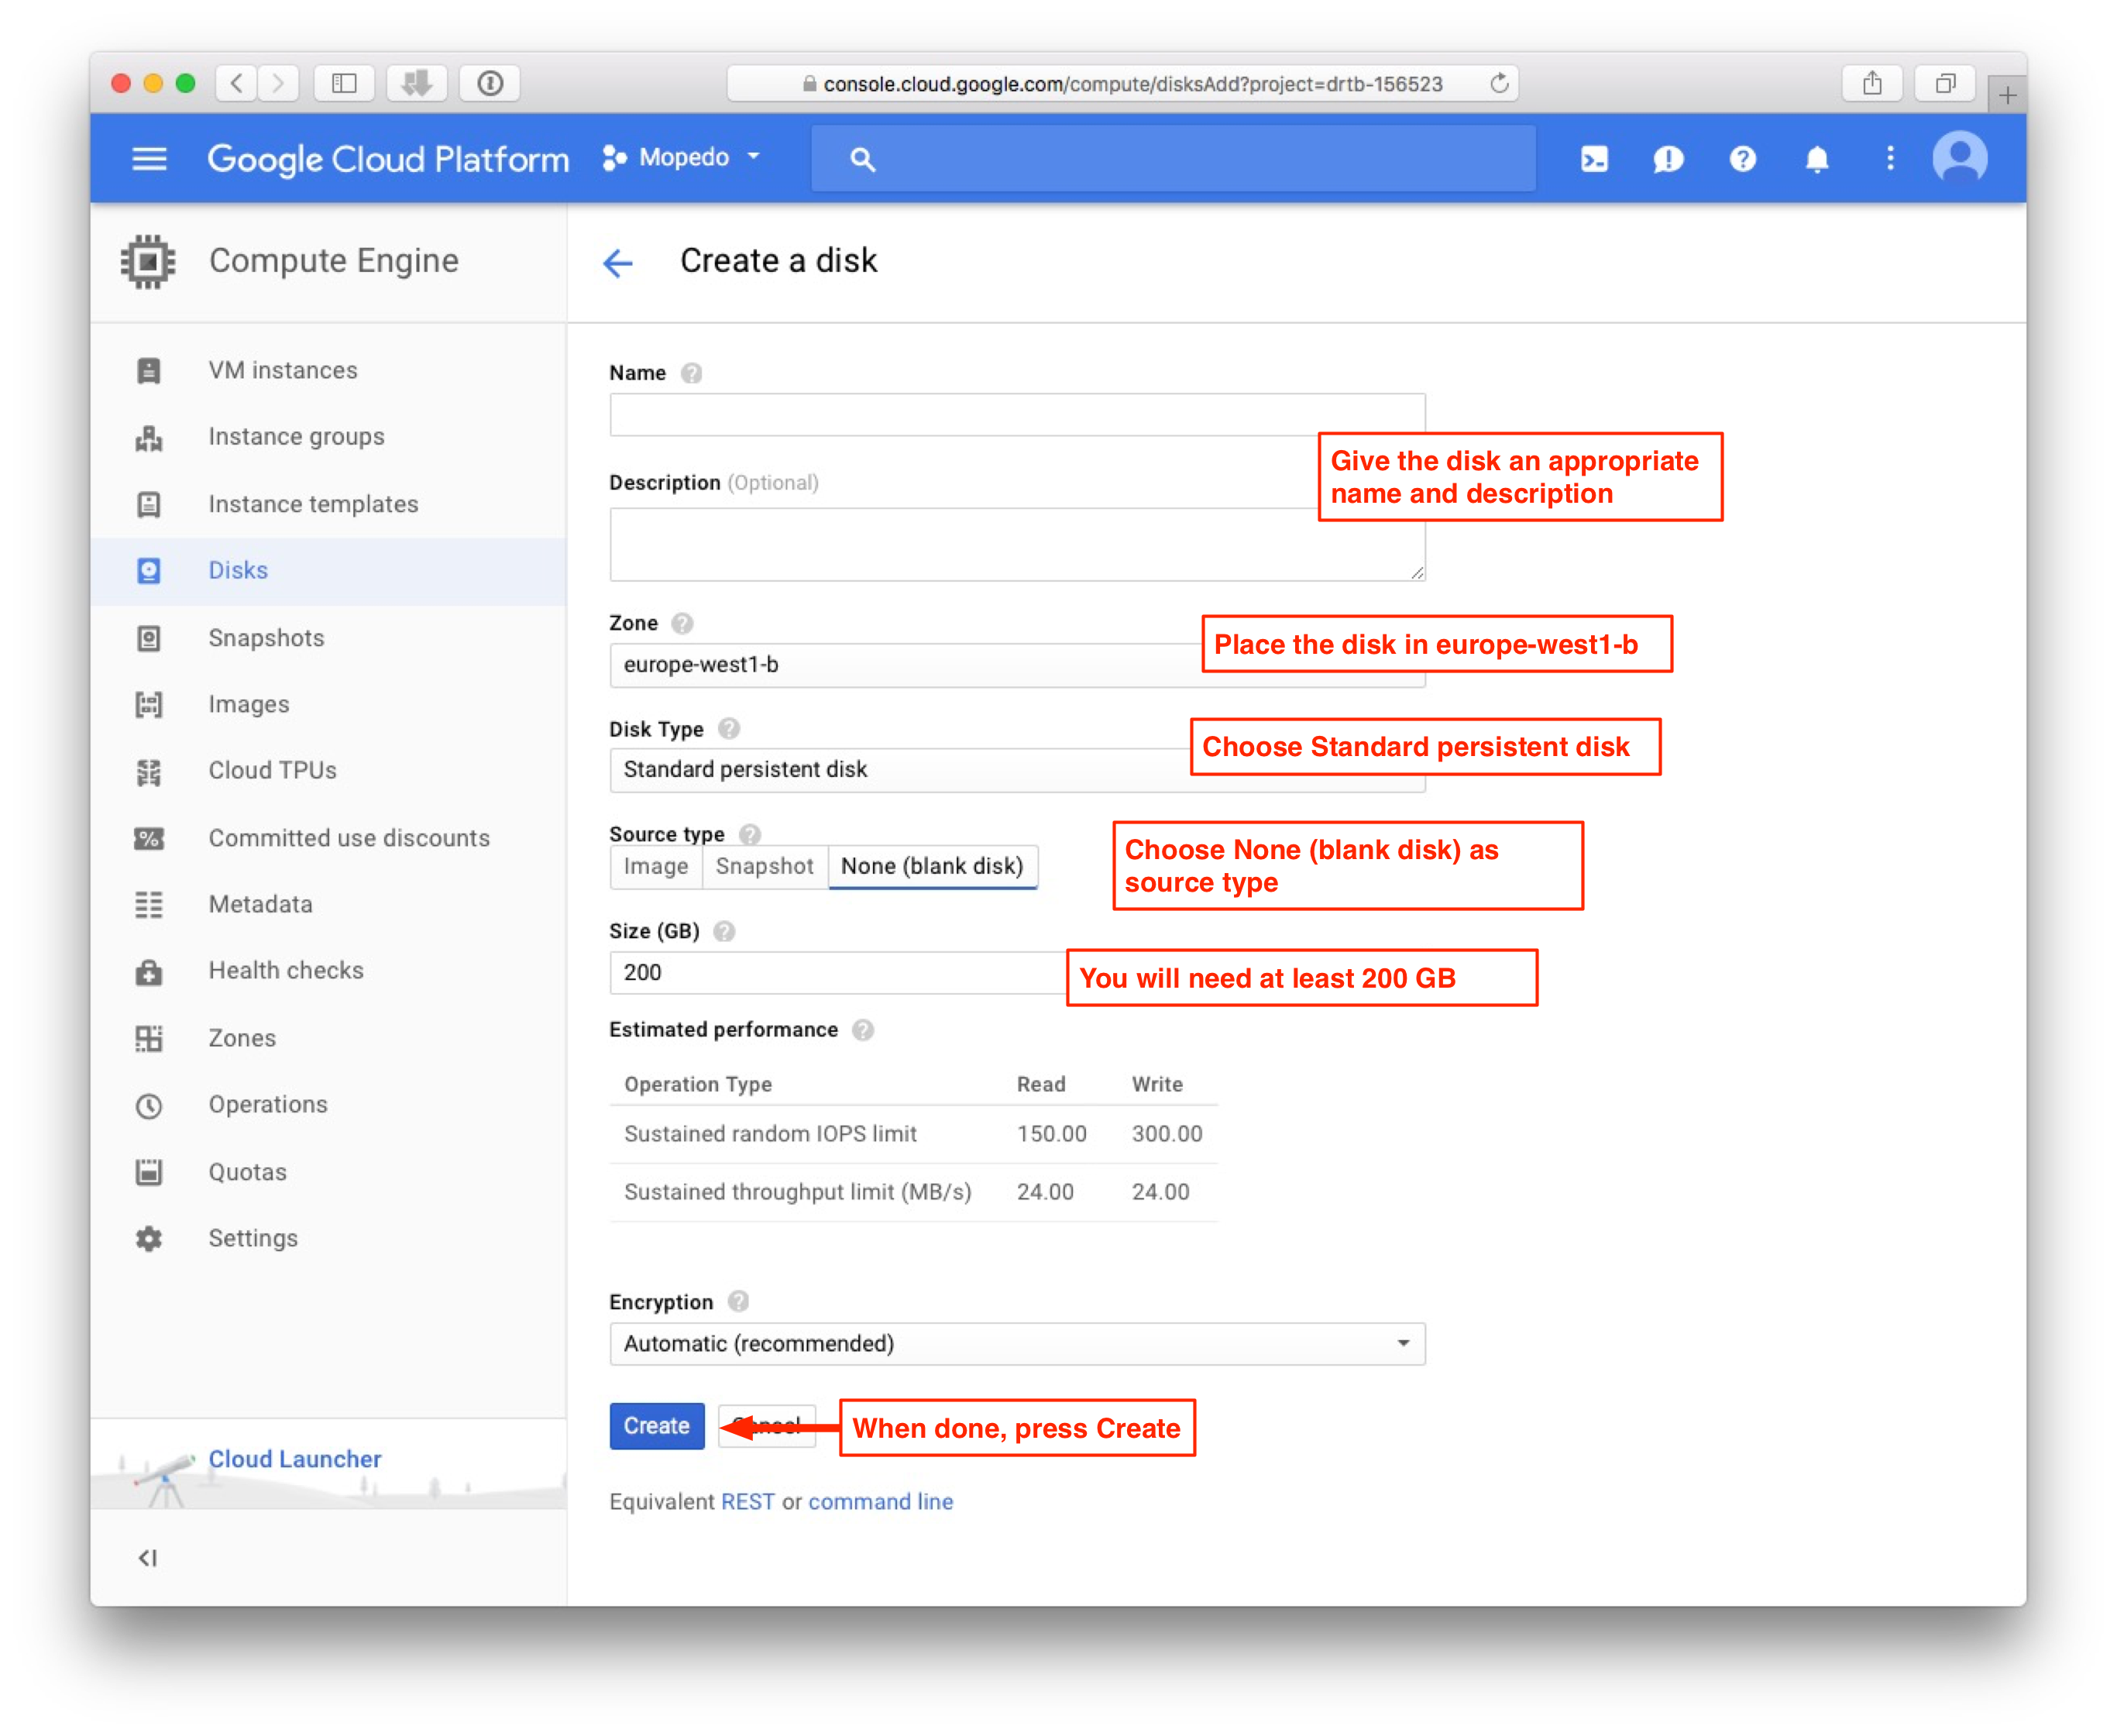 console.cloud.google.com/compute/disksAdd?project=drtb-156523
Google Cloud Platform
Mopedo
Compute Engine
Create a disk
VM instances
Instance groups
Instance templates
Disks
Snapshots
Images
Cloud TPUs
Committed use discounts
Metadata
Health checks
Zones
Operations
Quotas
Settings
Cloud Launcher
Name
Give the disk an appropriate
name and description
Description (Optional)
Zone
europe-west1-b
Place the disk in europe-west1-b
Disk Type
Standard persistent disk
Choose Standard persistent disk
Source type
Image
Snapshot
None (blank disk)
Choose None (blank disk) as
source type
Size (GB)
200
You will need at least 200 GB
Estimated performance
Operation Type Read Write
Sustained random IOPS limit 150.00 300.00
Sustained throughput limit (MB/s) 24.00 24.00
Encryption
Automatic (recommended)
Create
Cancel
When done, press Create
Equivalent REST or command line